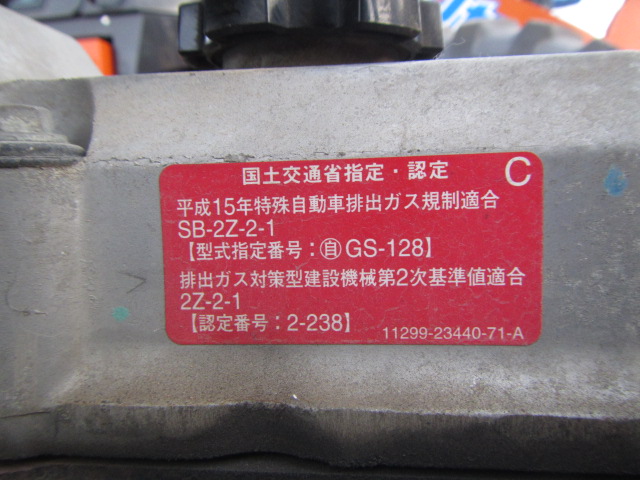 国土交通省指定・認定 C
平成15年特殊自動車排出ガス規制適合
SB-2Z-2-1
【型式指定番号：㊀GS-128】
排出ガス対策型建設機械第2次基準値適合
2Z-2-1
【認定番号：2-238】
11299-23440-71-A